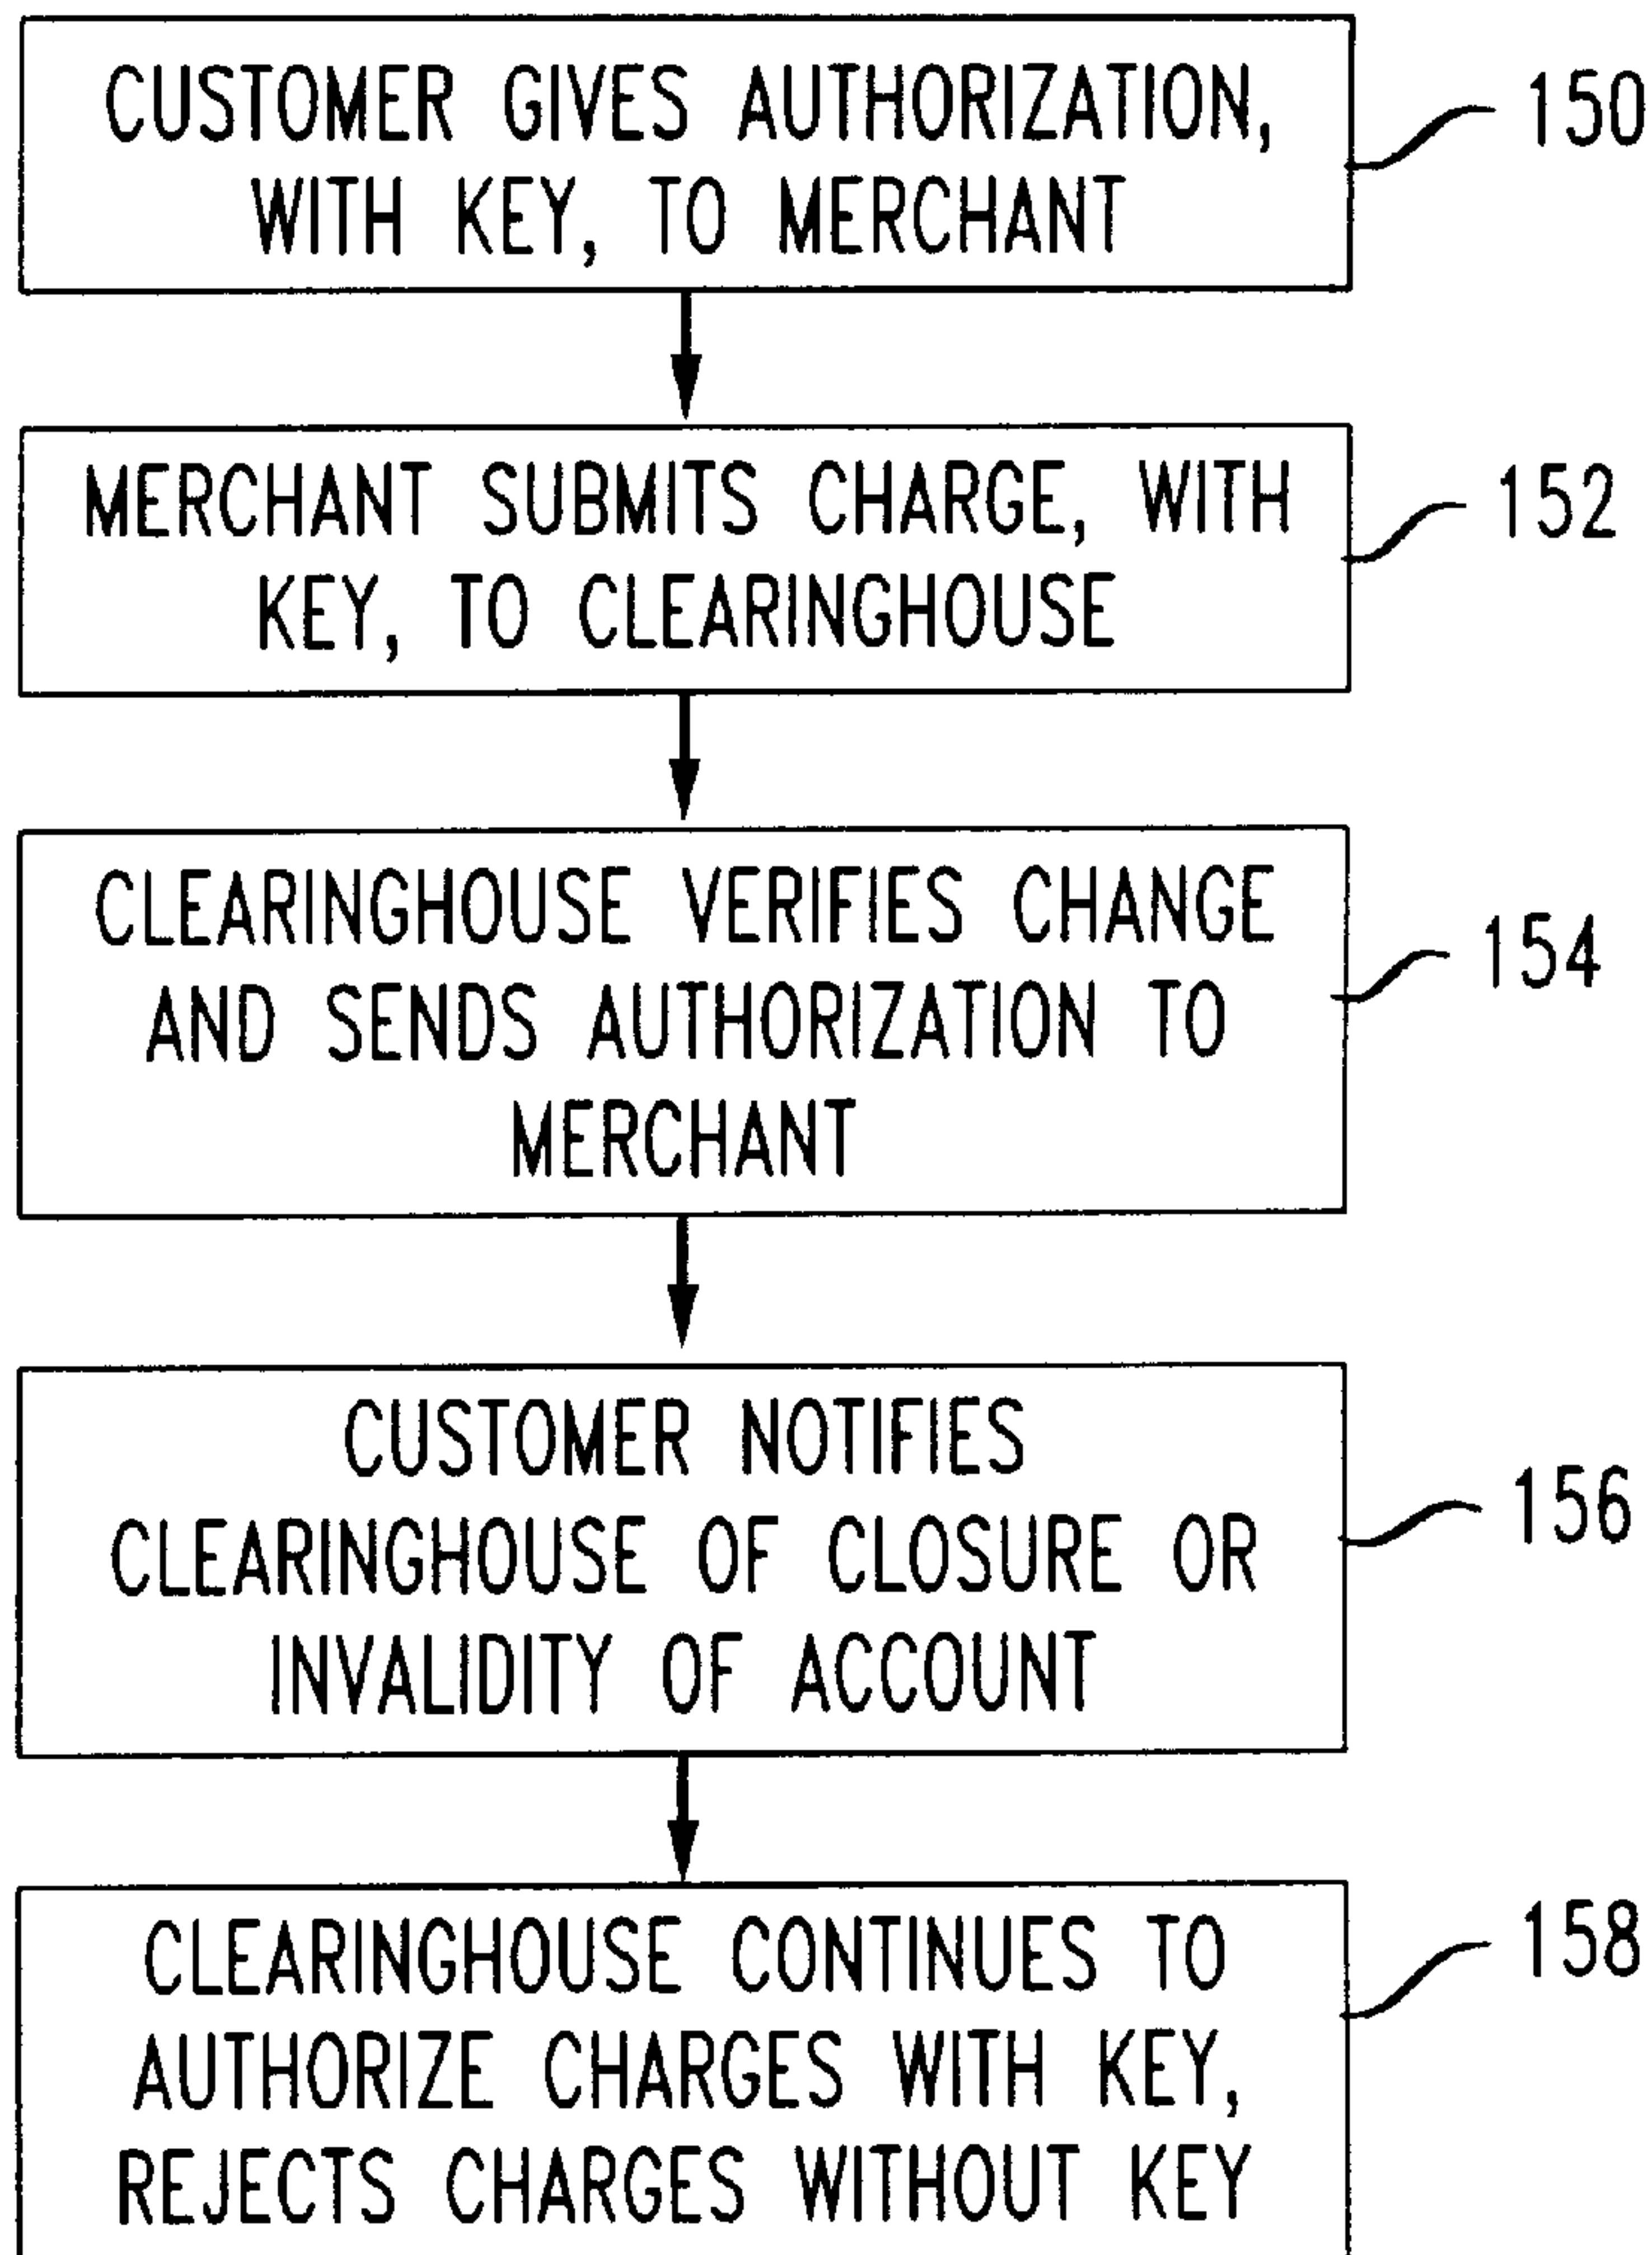 CUSTOMER GIVES AUTHORIZATION,
WITH KEY, TO MERCHANT
150
MERCHANT SUBMITS CHARGE, WITH
KEY, TO CLEARINGHOUSE
152
CLEARINGHOUSE VERIFIES CHANGE
AND SENDS AUTHORIZATION TO
MERCHANT
154
CUSTOMER NOTIFIES
CLEARINGHOUSE OF CLOSURE OR
INVALIDITY OF ACCOUNT
156
CLEARINGHOUSE CONTINUES TO
AUTHORIZE CHARGES WITH KEY,
REJECTS CHARGES WITHOUT KEY
158